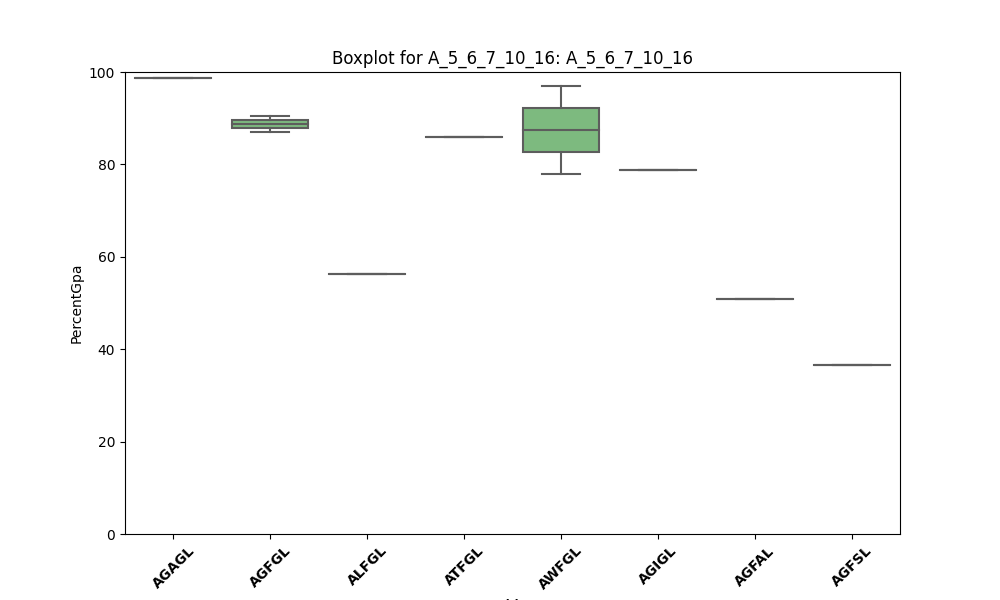 Boxplot for A_5_6_7_10_16: A_5_6_7_10_16
PercentGpa
100
80
60
40
20
0
AGAGL
AGFGL
ALFGL
ATFGL
AWFGL
AGIGL
AGFAL
AGFSL